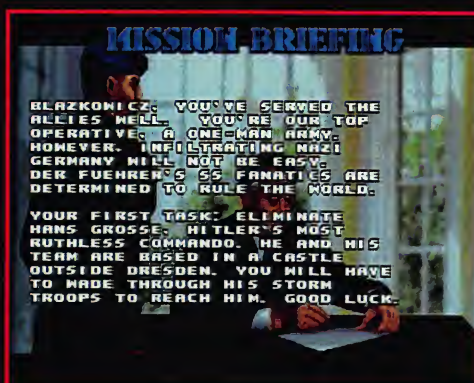 MISSION BRIEFING
BLAZKOWICZ, YOU'VE SERVED THE
ALLIES WELL. YOU'RE OUR TOP
OPERATIVE, A ONE-MAN ARMY.
HOWEVER, INFILTRATING NAZI
GERMANY WILL NOT BE EASY.
DER FUEHRER'S SS FANATICS ARE
DETERMINED TO RULE THE WORLD.
YOUR FIRST TASK: ELIMINATE
HANS GROSSE, HITLER'S MOST
RUTHLESS COMMANDO. HE AND HIS
TEAM ARE BASED IN A CASTLE
OUTSIDE DRESDEN. YOU WILL HAVE
TO WADE THROUGH HIS STORM
TROOPS TO REACH HIM. GOOD LUCK.